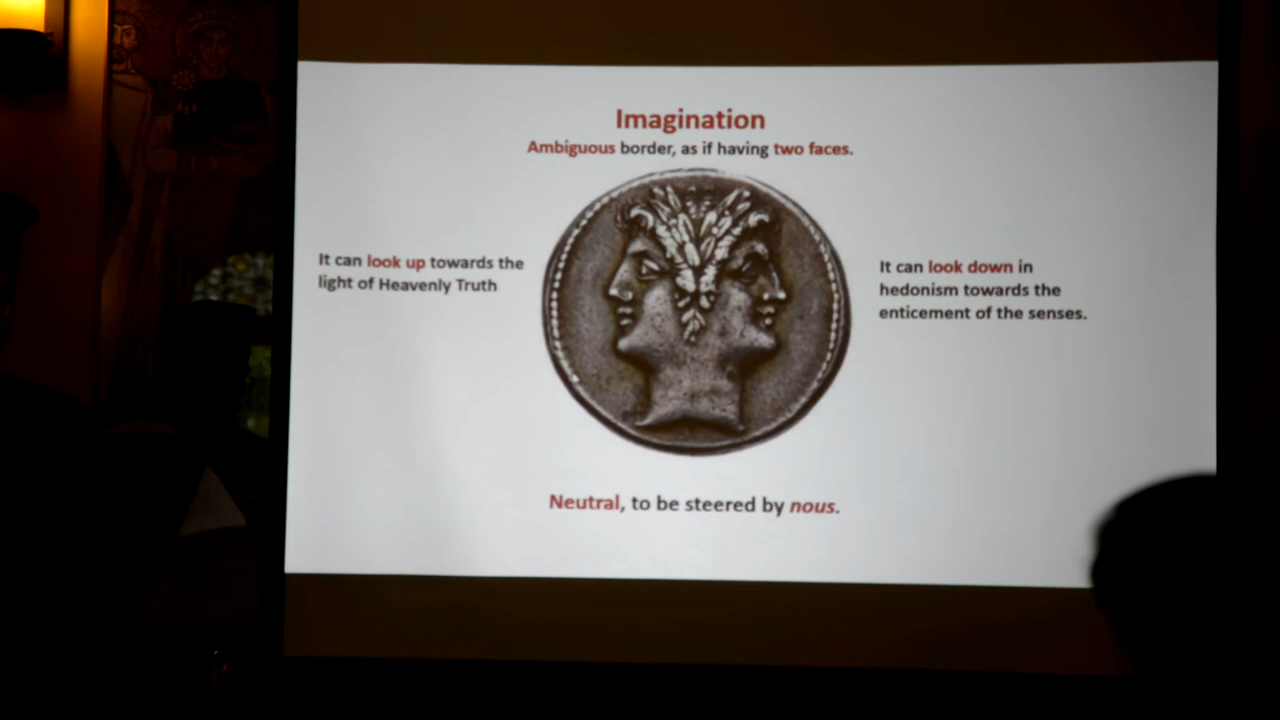 Imagination
Ambiguous border, as if having two faces.
It can look up towards the
light of Heavenly Truth
It can look down in
hedonism towards the
enticement of the senses.
Neutral, to be steered by nous.